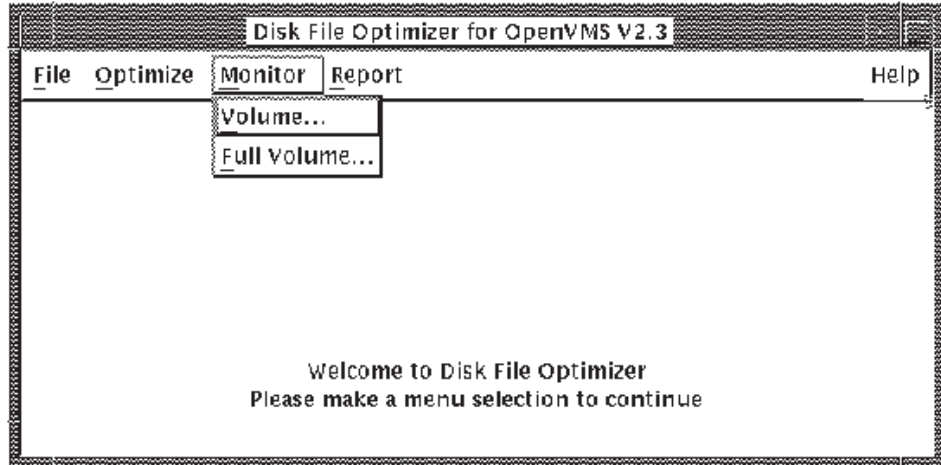 Disk File Optimizer for OpenVMS V2.3
File Optimize Monitor Report Help
Volume...
Full Volume...
Welcome to Disk File Optimizer
Please make a menu selection to continue